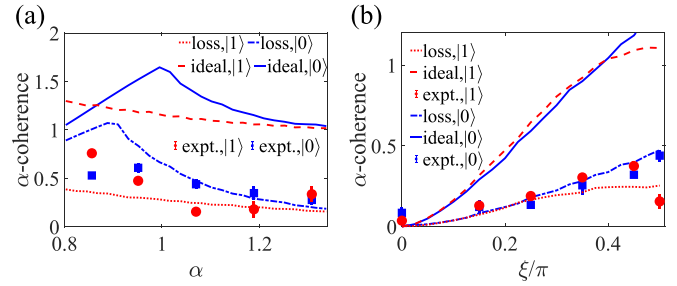 (a)
2
1.5
1
0.5
0
α-coherence
loss,|1⟩ loss,|0⟩
ideal,|1⟩ ideal,|0⟩
expt.,|1⟩ expt.,|0⟩
0.8 1 1.2
α
(b)
1
0
α-coherence
loss,|1⟩
ideal,|1⟩
expt.,|1⟩
loss,|0⟩
ideal,|0⟩
expt.,|0⟩
0 0.2 0.4
ξ/π